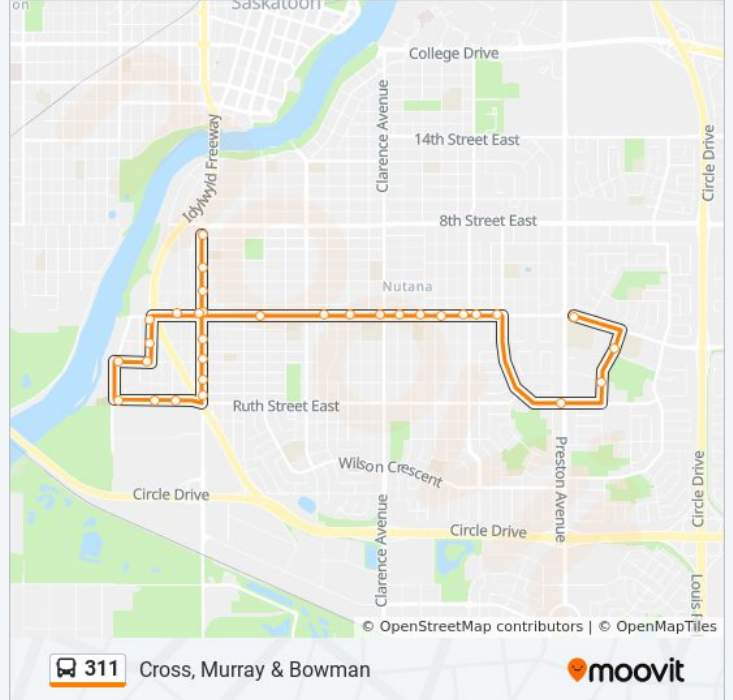 on
Saskatoon
College Drive
Clarence Avenue
14th Street East
Circle Drive
Idylwyld Freeway
8th Street East
Nutana
Ruth Street East
Wilson Crescent
Preston Avenue
Circle Drive
Circle Drive
Clarence Avenue
Circle Drive
Louis R
© OpenStreetMap contributors | © OpenMapTiles
311 Cross, Murray & Bowman
moovit